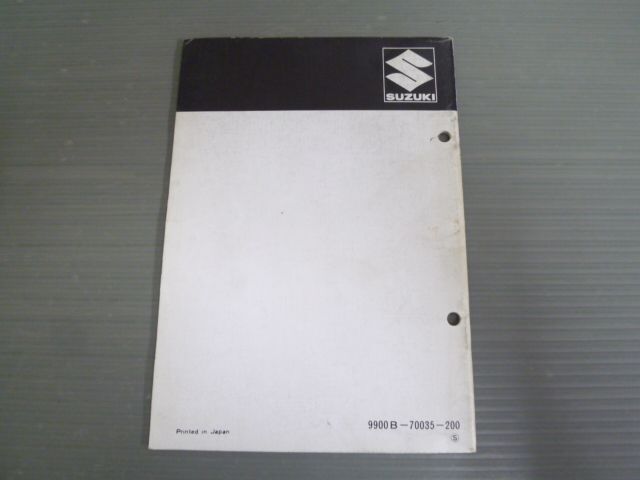 SUZUKI
9900B-70035-200
Printed in Japan
S